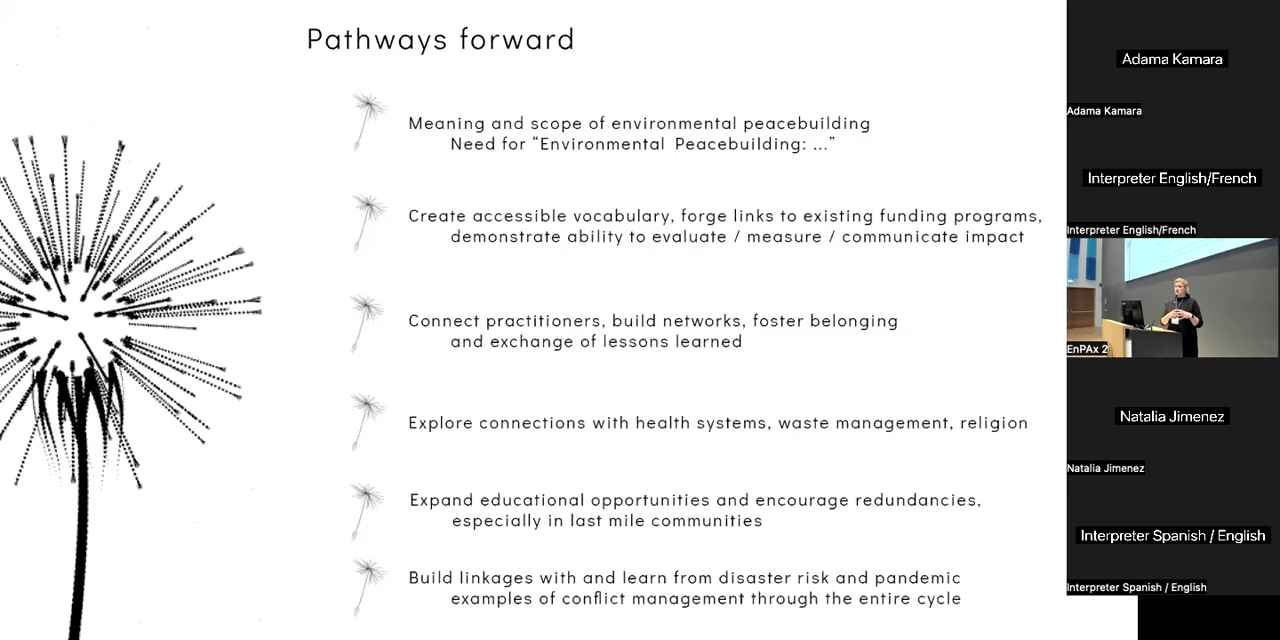 Pathways forward
Meaning and scope of environmental peacebuilding
Need for “Environmental Peacebuilding: ...”
Create accessible vocabulary, forge links to existing funding programs,
demonstrate ability to evaluate / measure / communicate impact
Connect practitioners, build networks, foster belonging
and exchange of lessons learned
Explore connections with health systems, waste management, religion
Expand educational opportunities and encourage redundancies,
especially in last mile communities
Build linkages with and learn from disaster risk and pandemic
examples of conflict management through the entire cycle
Adama Kamara
Adama Kamara
Interpreter English/French
Interpreter English/French
EnPAx 2
Natalia Jimenez
Natalia Jimenez
Interpreter Spanish / English
Interpreter Spanish / English